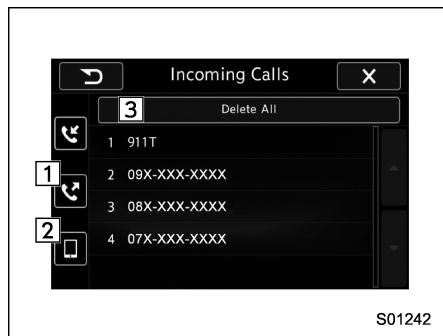 Incoming Calls
X
3 Delete All
1 911T
1
2 09X-XXX-XXXX
3 08X-XXX-XXXX
2
4 07X-XXX-XXXX
S01242